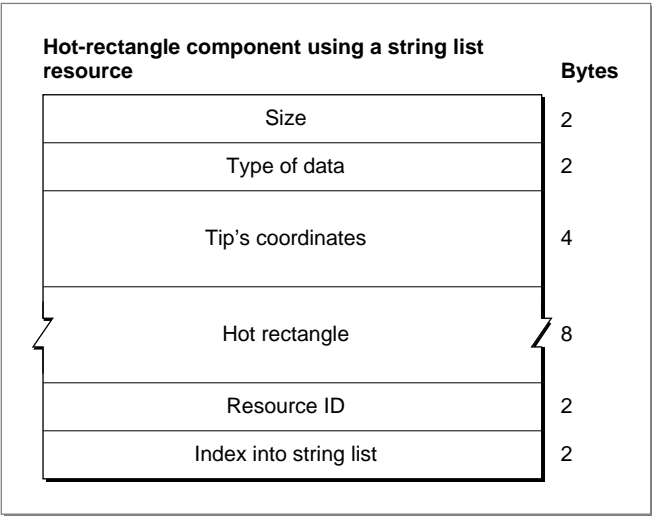 Hot-rectangle component using a string list
resource
Bytes
Size
2
Type of data
2
Tip's coordinates
4
Hot rectangle
8
Resource ID
2
Index into string list
2